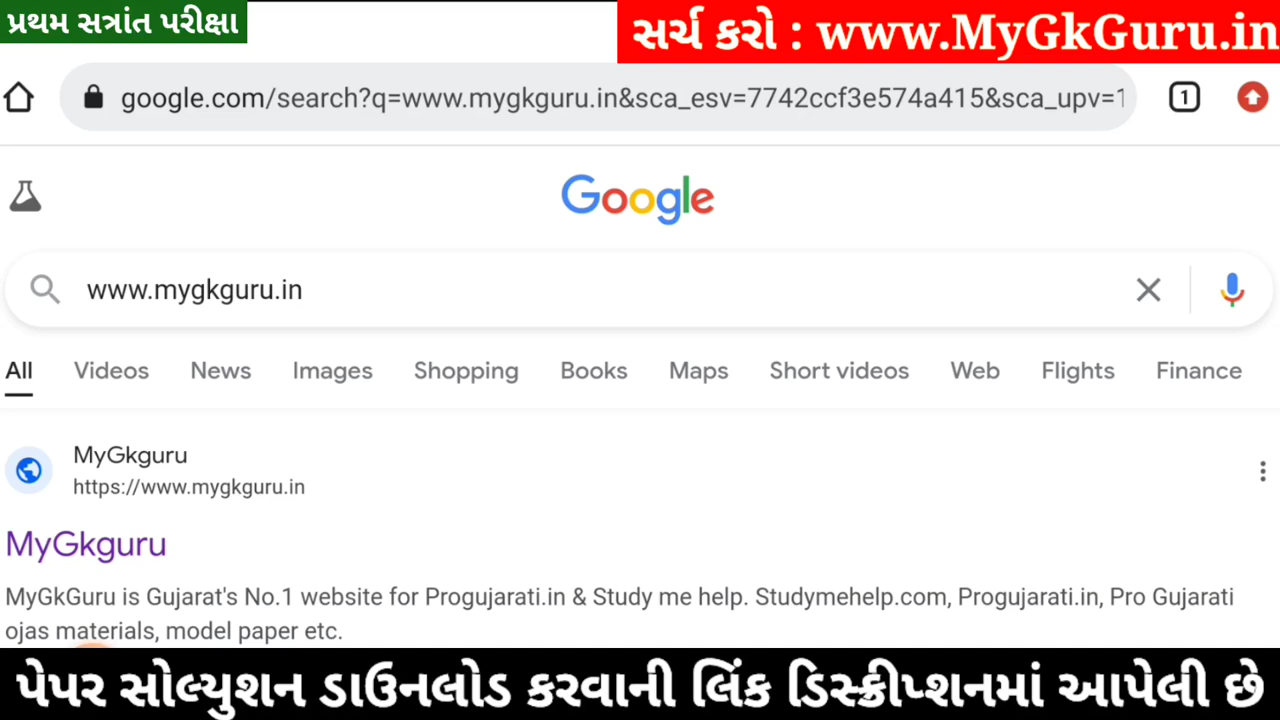 પ્રથમ સત્રાંત પરીક્ષા
સર્ચ કરો : www.MyGkGuru.in
google.com/search?q=www.mygkguru.in&sca_esv=7742ccf3e574a415&sca_upv=1
1
Google
www.mygkguru.in
All Videos News Images Shopping Books Maps Short videos Web Flights Finance
MyGkguru
https://www.mygkguru.in
MyGkguru
MyGkGuru is Gujarat's No.1 website for Progujarati.in & Study me help. Studymehelp.com, Progujarati.in, Pro Gujarati
ojas materials, model paper etc.
પેપર સોલ્યુશન ડાઉનલોડ કરવાની લિંક ડિસ્ક્રીપ્શનમાં આપેલી છે